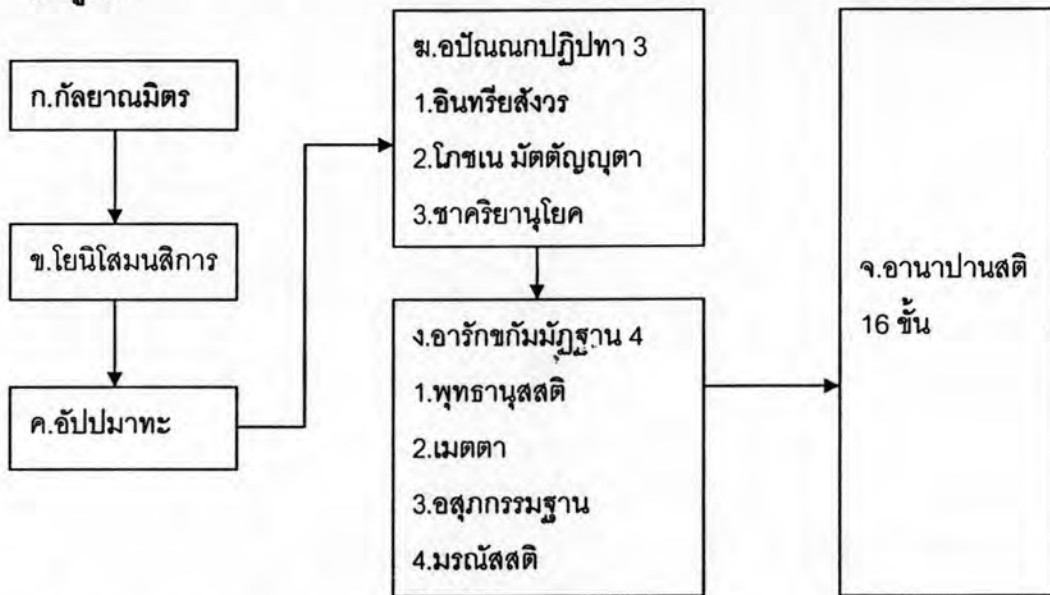 ก.กัลยาณมิตร
ข.โยนิโสมนสิการ
ค.อัปปมาทะ
ฆ.อปัณณกปฏิปทา 3
1.อินทรียสังวร
2.โภชเน มัตตัญญุตา
3.ชาคริยานุโยค
ง.อารักขกัมมัฏฐาน 4
1.พุทธานุสสติ
2.เมตตา
3.อสุภกรรมฐาน
4.มรณัสสติ
จ.อานาปานสติ
16 ขั้น